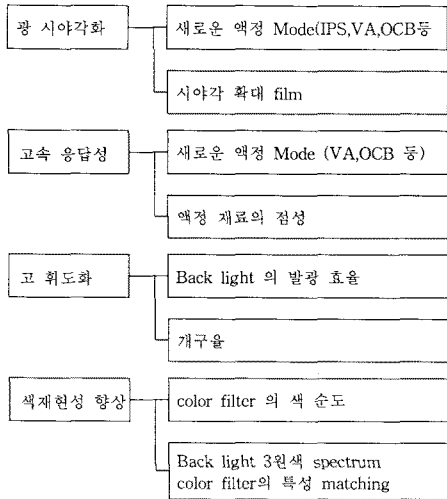 광 시야각화
새로운 액정 Mode(IPS,VA,OCB등
시야각 확대 film
고속 응답성
새로운 액정 Mode (VA,OCB 등)
액정 재료의 점성
고 휘도화
Back light 의 발광 효율
개구율
색재현성 향상
color filter 의 색 순도
Back light 3원색 spectrum
color filter의 특성 matching